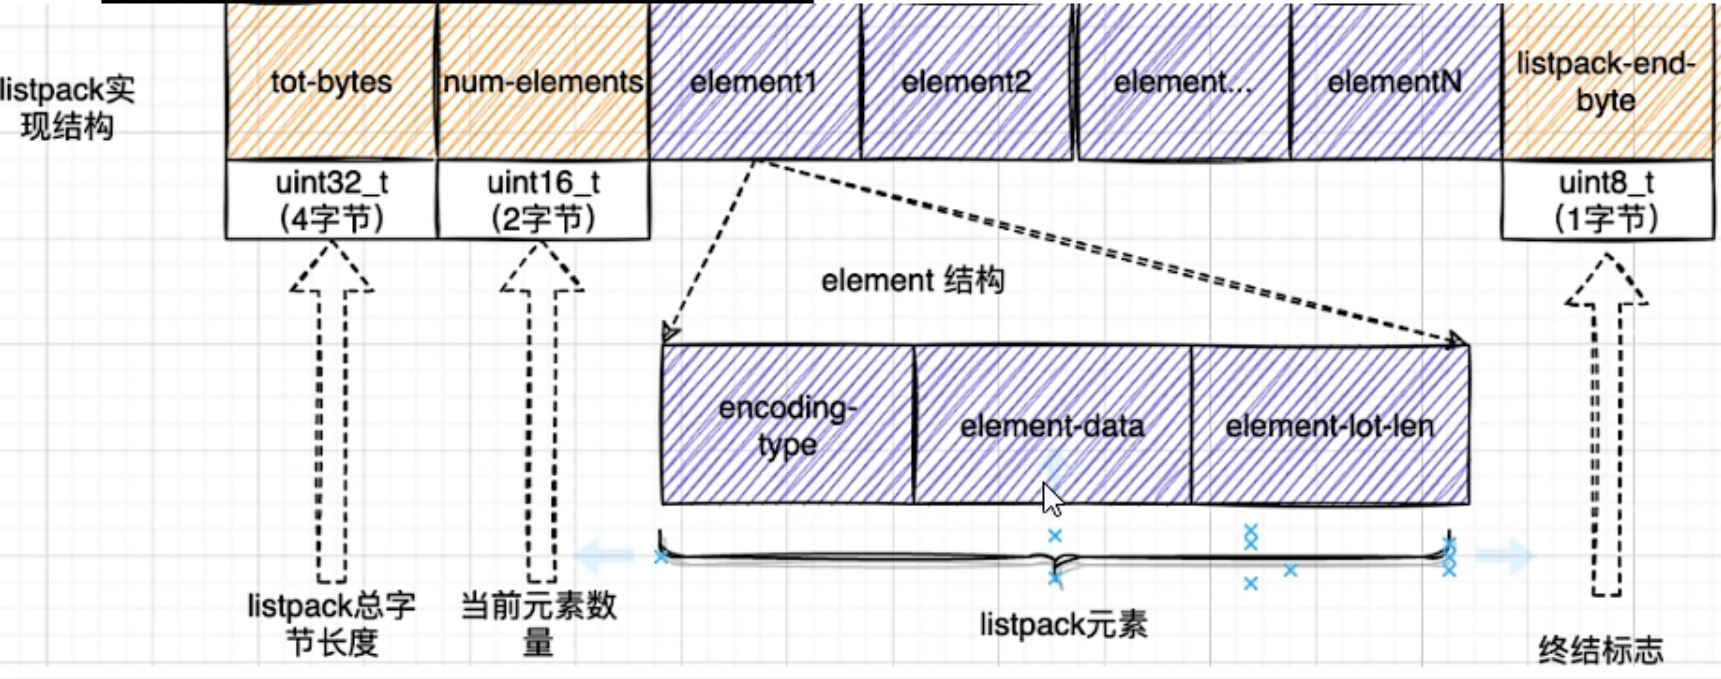 listpack实
现结构
tot-bytes
num-elements
element1
element2
element...
elementN
listpack-end-
byte
uint32_t
(4字节)
uint16_t
(2字节)
uint8_t
(1字节)
element 结构
encoding-
type
element-data
element-lot-len
listpack总字
节长度
当前元素数
量
listpack元素
终结标志